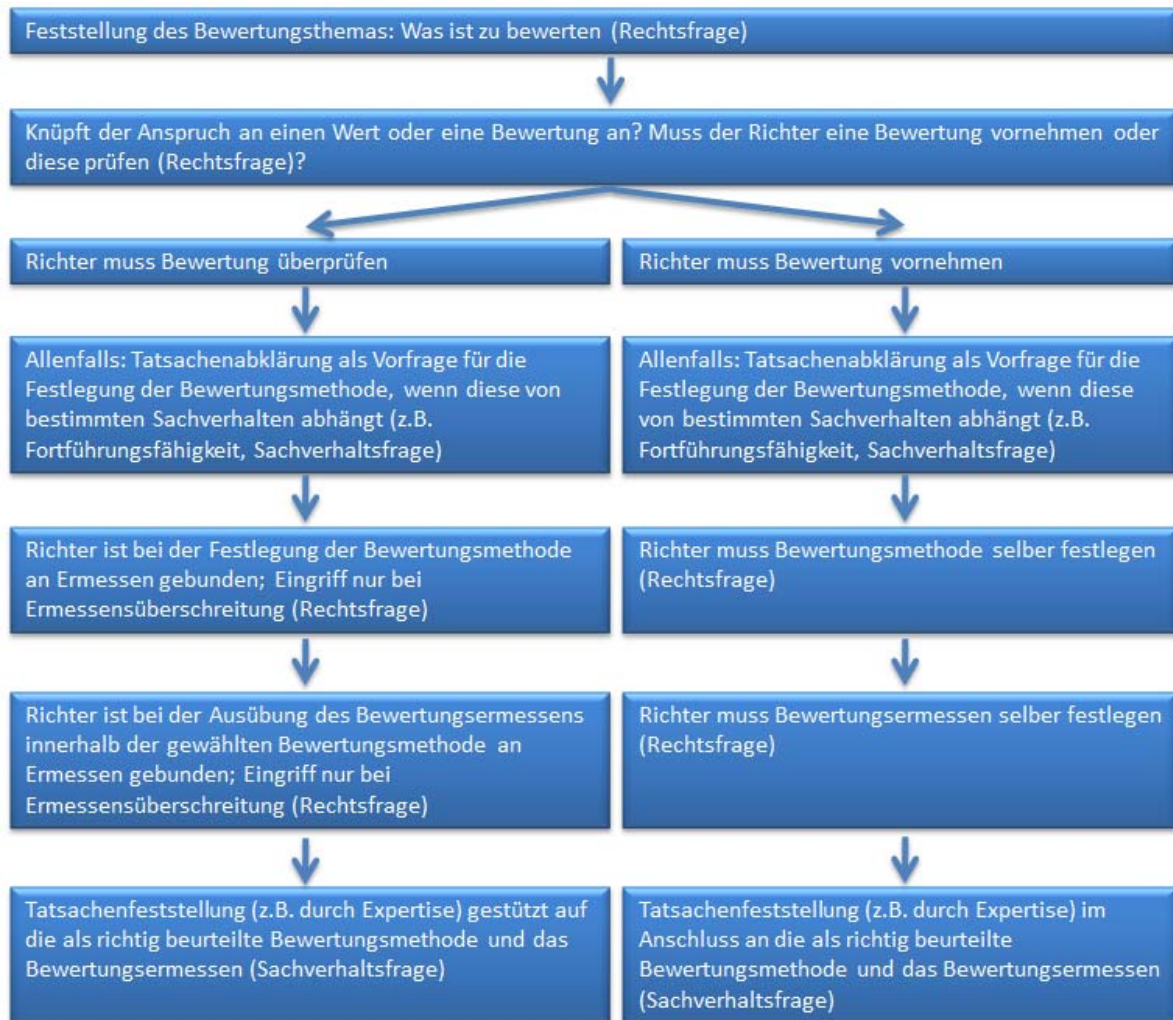 Feststellung des Bewertungsthemas: Was ist zu bewerten (Rechtsfrage)
Knüpft der Anspruch an einen Wert oder eine Bewertung an? Muss der Richter eine Bewertung vornehmen oder
diese prüfen (Rechtsfrage)?
Richter muss Bewertung überprüfen
Allenfalls: Tatsachenabklärung als Vorfrage für die
Festlegung der Bewertungsmethode, wenn diese von
bestimmten Sachverhalten abhängt (z.B.
Fortführungsfähigkeit, Sachverhaltsfrage)
Richter ist bei der Festlegung der Bewertungsmethode
an Ermessen gebunden; Eingriff nur bei
Ermessensüberschreitung (Rechtsfrage)
Richter ist bei der Ausübung des Bewertungsermessens
innerhalb der gewählten Bewertungsmethode an
Ermessen gebunden; Eingriff nur bei
Ermessensüberschreitung (Rechtsfrage)
Tatsachenfeststellung (z.B. durch Expertise) gestützt auf
die als richtig beurteilte Bewertungsmethode und das
Bewertungsermessen (Sachverhaltsfrage)
Richter muss Bewertung vornehmen
Allenfalls: Tatsachenabklärung als Vorfrage für die
Festlegung der Bewertungsmethode, wenn diese
von bestimmten Sachverhalten abhängt (z.B.
Fortführungsfähigkeit, Sachverhaltsfrage)
Richter muss Bewertungsmethode selber festlegen
(Rechtsfrage)
Richter muss Bewertungsermessen selber festlegen
(Rechtsfrage)
Tatsachenfeststellung (z.B. durch Expertise) im
Anschluss an die als richtig beurteilte
Bewertungsmethode und das Bewertungsermessen
(Sachverhaltsfrage)